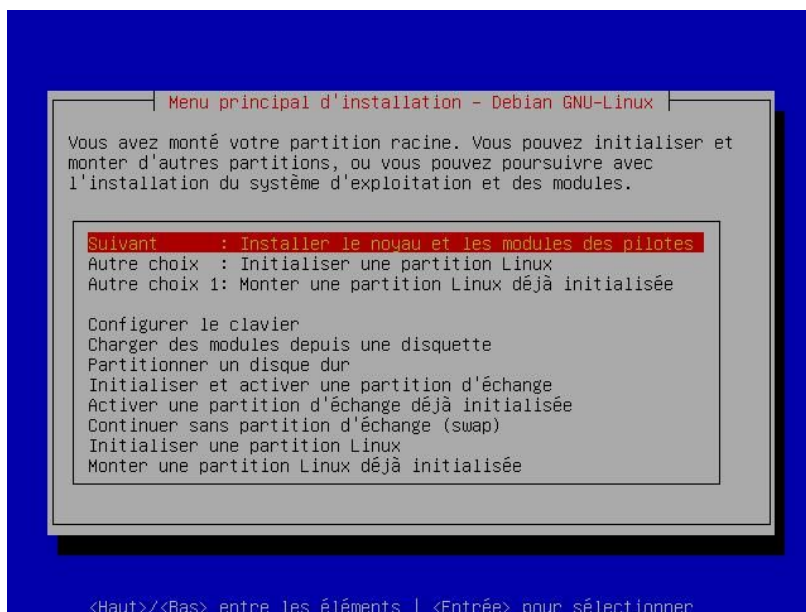 Menu principal d'installation - Debian GNU-Linux
Vous avez monté votre partition racine. Vous pouvez initialiser et
monter d'autres partitions, ou vous pouvez poursuivre avec
l'installation du système d'exploitation et des modules.
Suivant : Installer le noyau et les modules des pilotes
Autre choix : Initialiser une partition Linux
Autre choix 1: Monter une partition Linux déjà initialisée
Configurer le clavier
Charger des modules depuis une disquette
Partitionner un disque dur
Initialiser et activer une partition d'échange
Activer une partition d'échange déjà initialisée
Continuer sans partition d'échange (swap)
Initialiser une partition Linux
Monter une partition Linux déjà initialisée
<Haut>/<Bas> entre les éléments | <Entrée> pour sélectionner